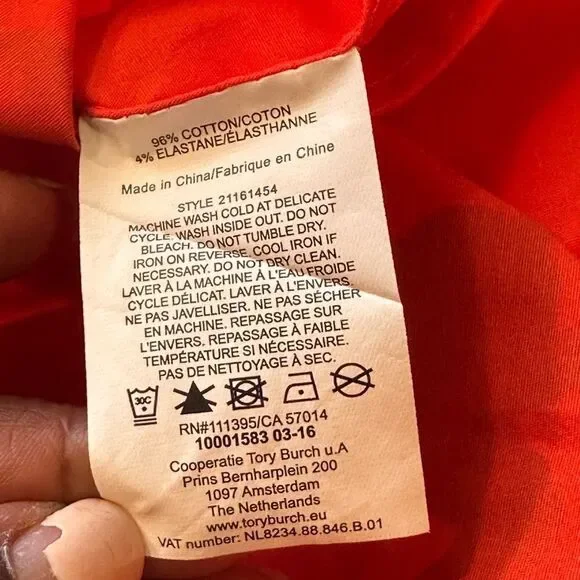 96% COTTON/COTON
4% ELASTANE/ÉLASTHANNE
Made in China/Fabrique en Chine
STYLE 21161454
MACHINE WASH COLD AT DELICATE
CYCLE. WASH INSIDE OUT. DO NOT
BLEACH. DO NOT TUMBLE DRY.
IRON ON REVERSE. COOL IRON IF
NECESSARY. DO NOT DRY CLEAN.
LAVER À LA MACHINE À L'EAU FROIDE
CYCLE DÉLICAT. LAVER À L'ENVERS.
NE PAS JAVELLISER. NE PAS SÉCHER
EN MACHINE. REPASSAGE SUR
L'ENVERS. REPASSAGE À FAIBLE
TEMPÉRATURE SI NÉCESSAIRE.
PAS DE NETTOYAGE À SEC.
30C
RN#111395/CA 57014
10001583 03-16
Cooperatie Tory Burch u.A
Prins Bernharplein 200
1097 Amsterdam
The Netherlands
www.toryburch.eu
VAT number: NL8234.88.846.B.01